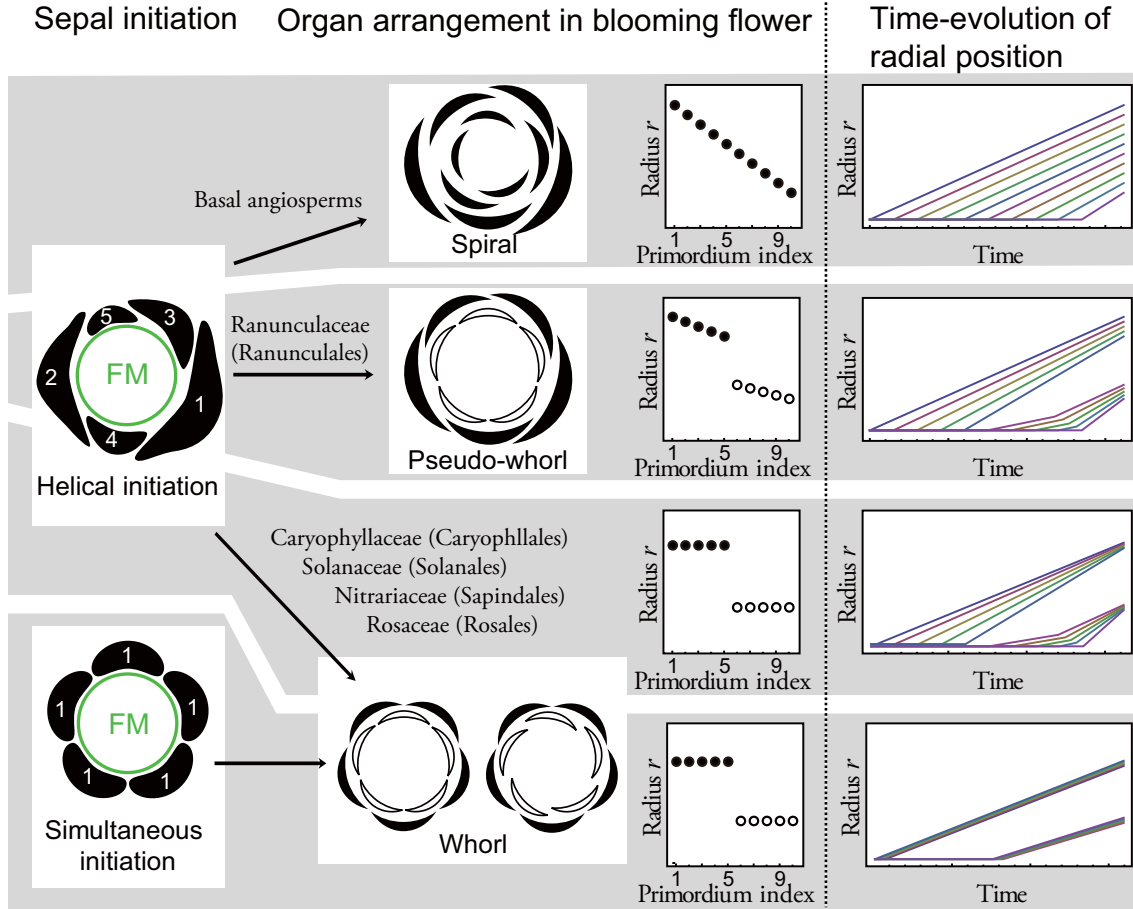 Sepal initiation
Organ arrangement in blooming flower
Time-evolution of
radial position
Basal angiosperms
Spiral
Radius r
1 5 9
Primordium index
Radius r
Time
5
3
2
FM
1
4
Helical initiation
Ranunculaceae
(Ranunculales)
Pseudo-whorl
Radius r
1 5 9
Primordium index
Radius r
Time
Caryophyllaceae (Caryophllales)
Solanaceae (Solanales)
Nitrariaceae (Sapindales)
Rosaceae (Rosales)
Radius r
1 5 9
Primordium index
Radius r
Time
1
1
1
FM
1
1
Simultaneous
initiation
Whorl
Radius r
1 5 9
Primordium index
Radius r
Time